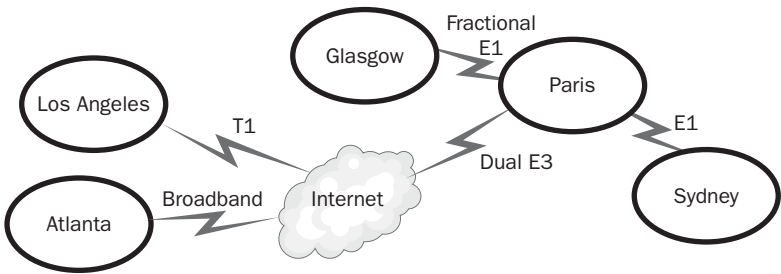 Fractional
E1
Glasgow
Paris
Los Angeles
T1
E1
Dual E3
Broadband
Internet
Sydney
Atlanta